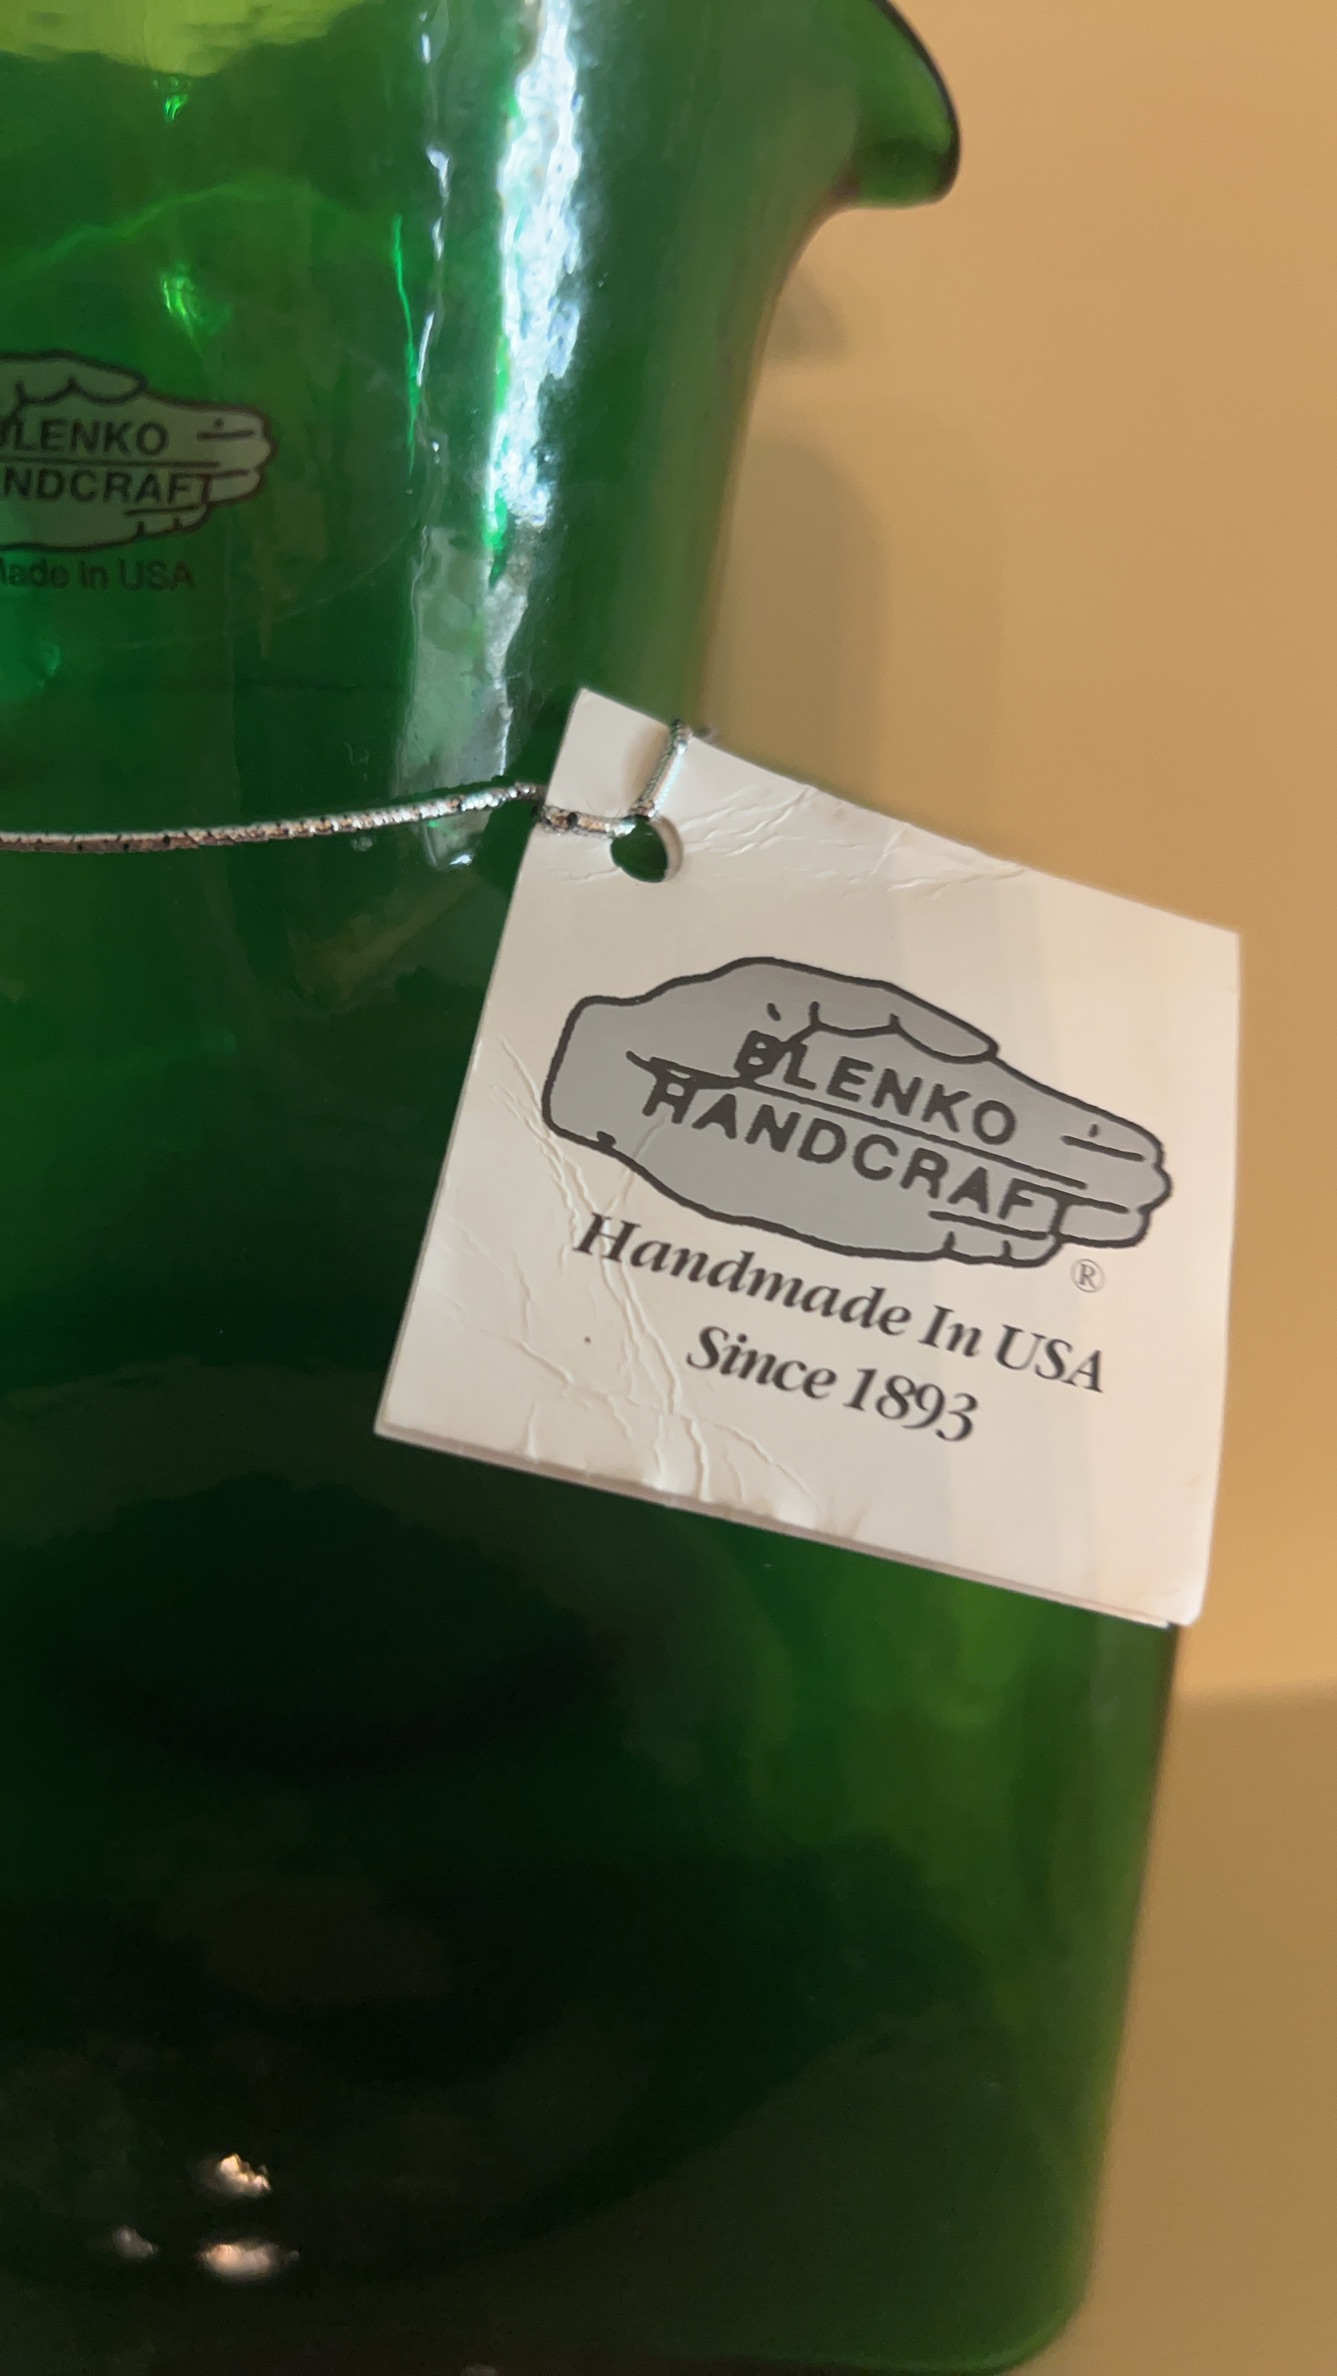 LENKO
NDCRAFT
ade in USA
BLENKO
HANDCRAFT
®
Handmade In USA
Since 1893